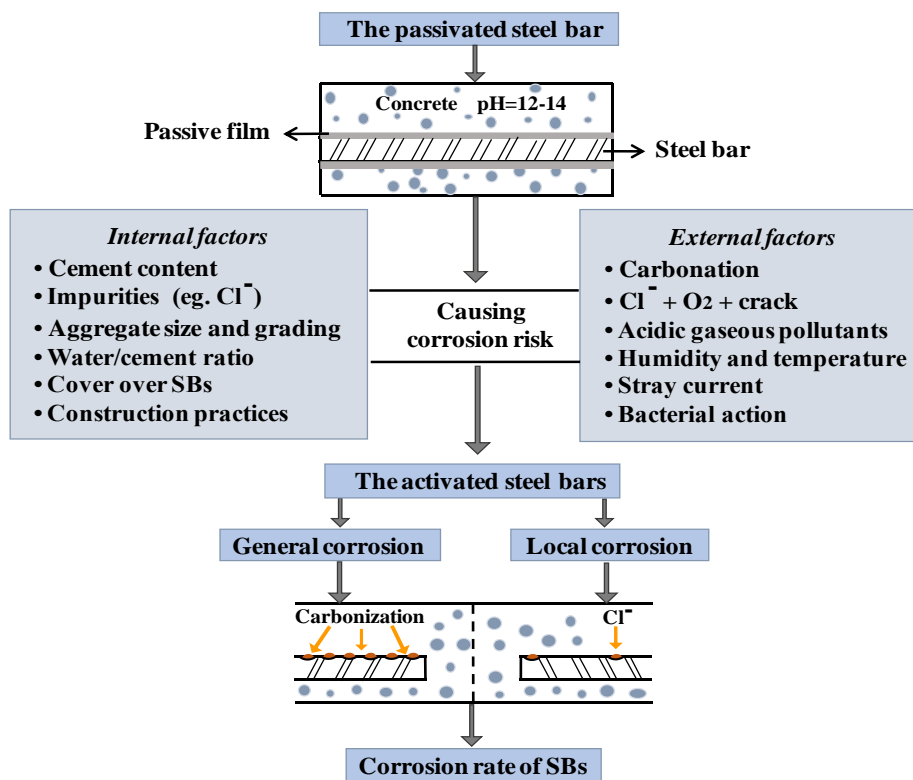 The passivated steel bar
Concrete pH=12-14
Passive film
Steel bar
Internal factors
• Cement content
• Impurities (eg. Cl⁻)
• Aggregate size and grading
• Water/cement ratio
• Cover over SBs
• Construction practices
Causing
corrosion risk
External factors
• Carbonation
• Cl⁻ + O2 + crack
• Acidic gaseous pollutants
• Humidity and temperature
• Stray current
• Bacterial action
The activated steel bars
General corrosion
Local corrosion
Carbonization
Cl⁻
Corrosion rate of SBs